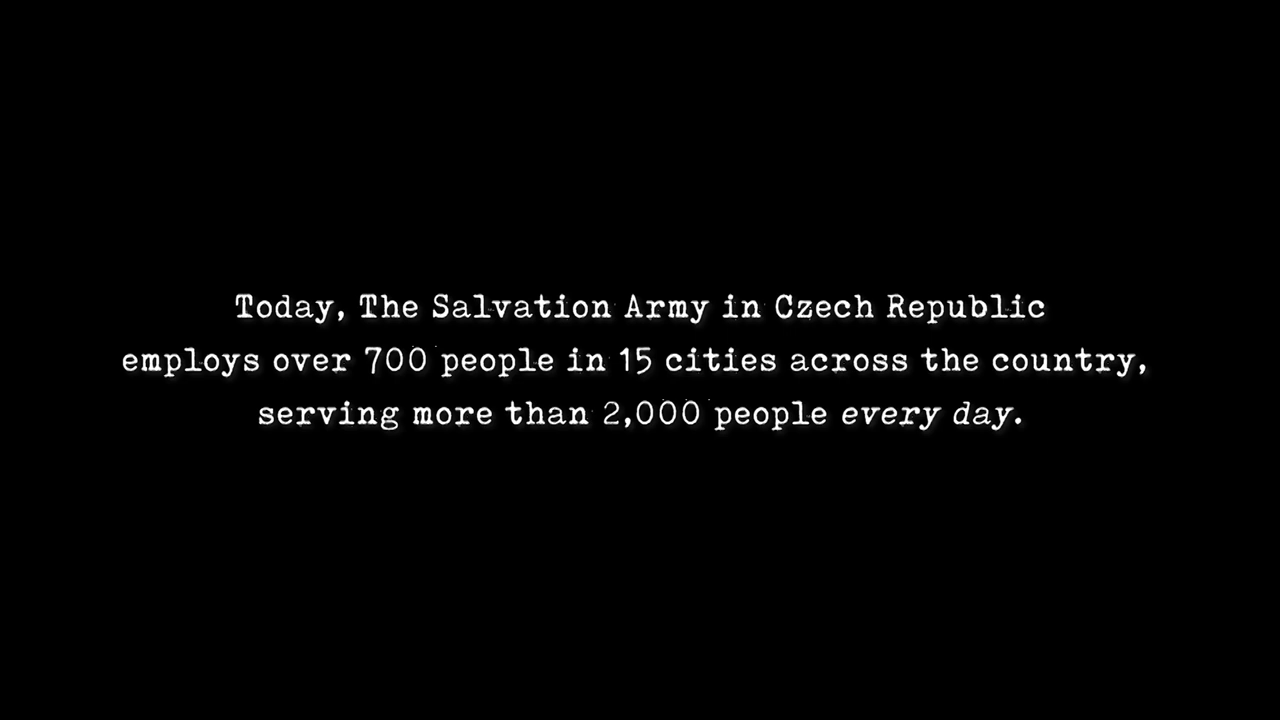 Today, The Salvation Army in Czech Republic
employs over 700 people in 15 cities across the country,
serving more than 2,000 people every day.